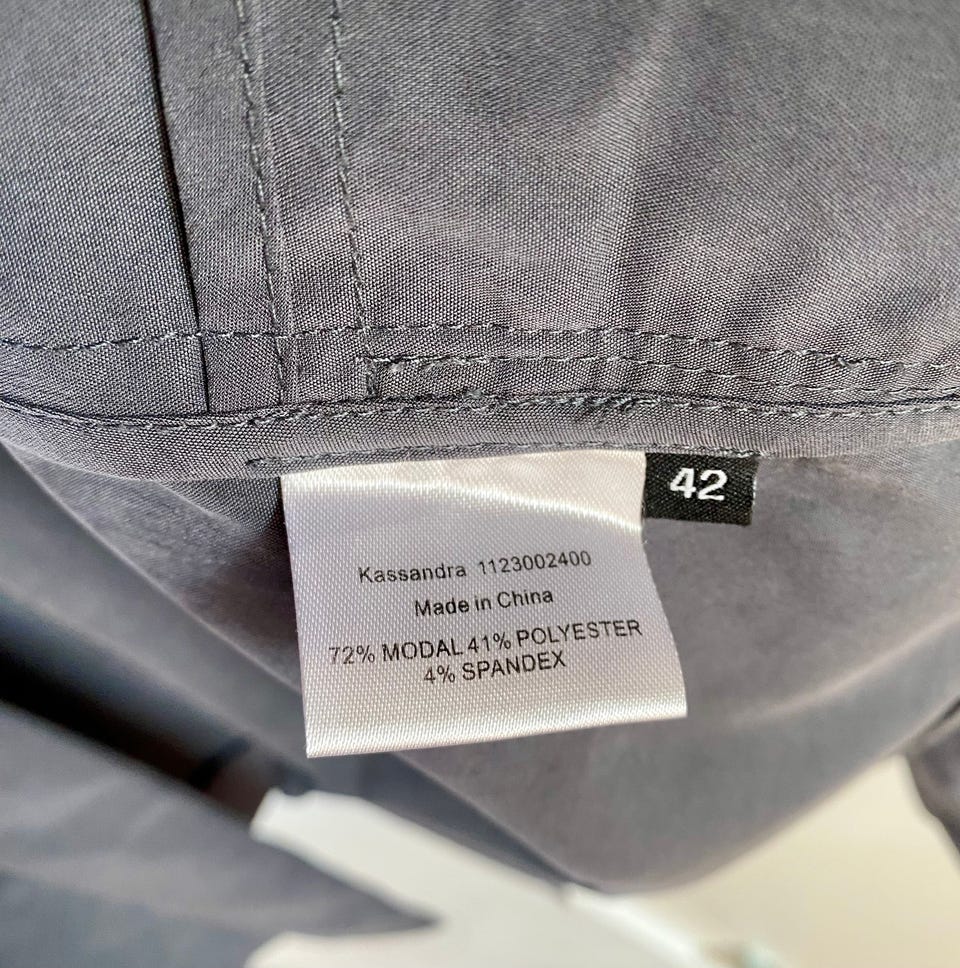 42
Kassandra 1123002400
Made in China
72% MODAL 41% POLYESTER
4% SPANDEX